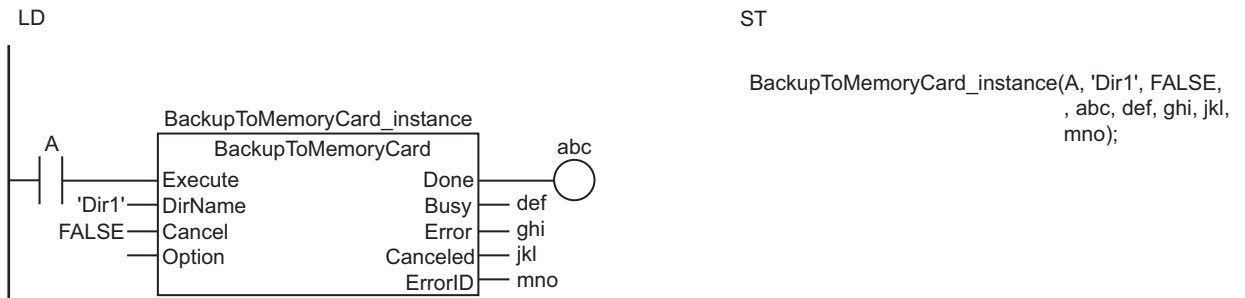 LD
ST
BackupToMemoryCard_instance(A, 'Dir1', FALSE,
, abc, def, ghi, jkl,
mno);
BackupToMemoryCard_instance
A
BackupToMemoryCard
abc
Execute
Done
'Dir1'
DirName
Busy
def
FALSE
Cancel
Error
ghi
Option
Canceled
jkl
ErrorID
mno